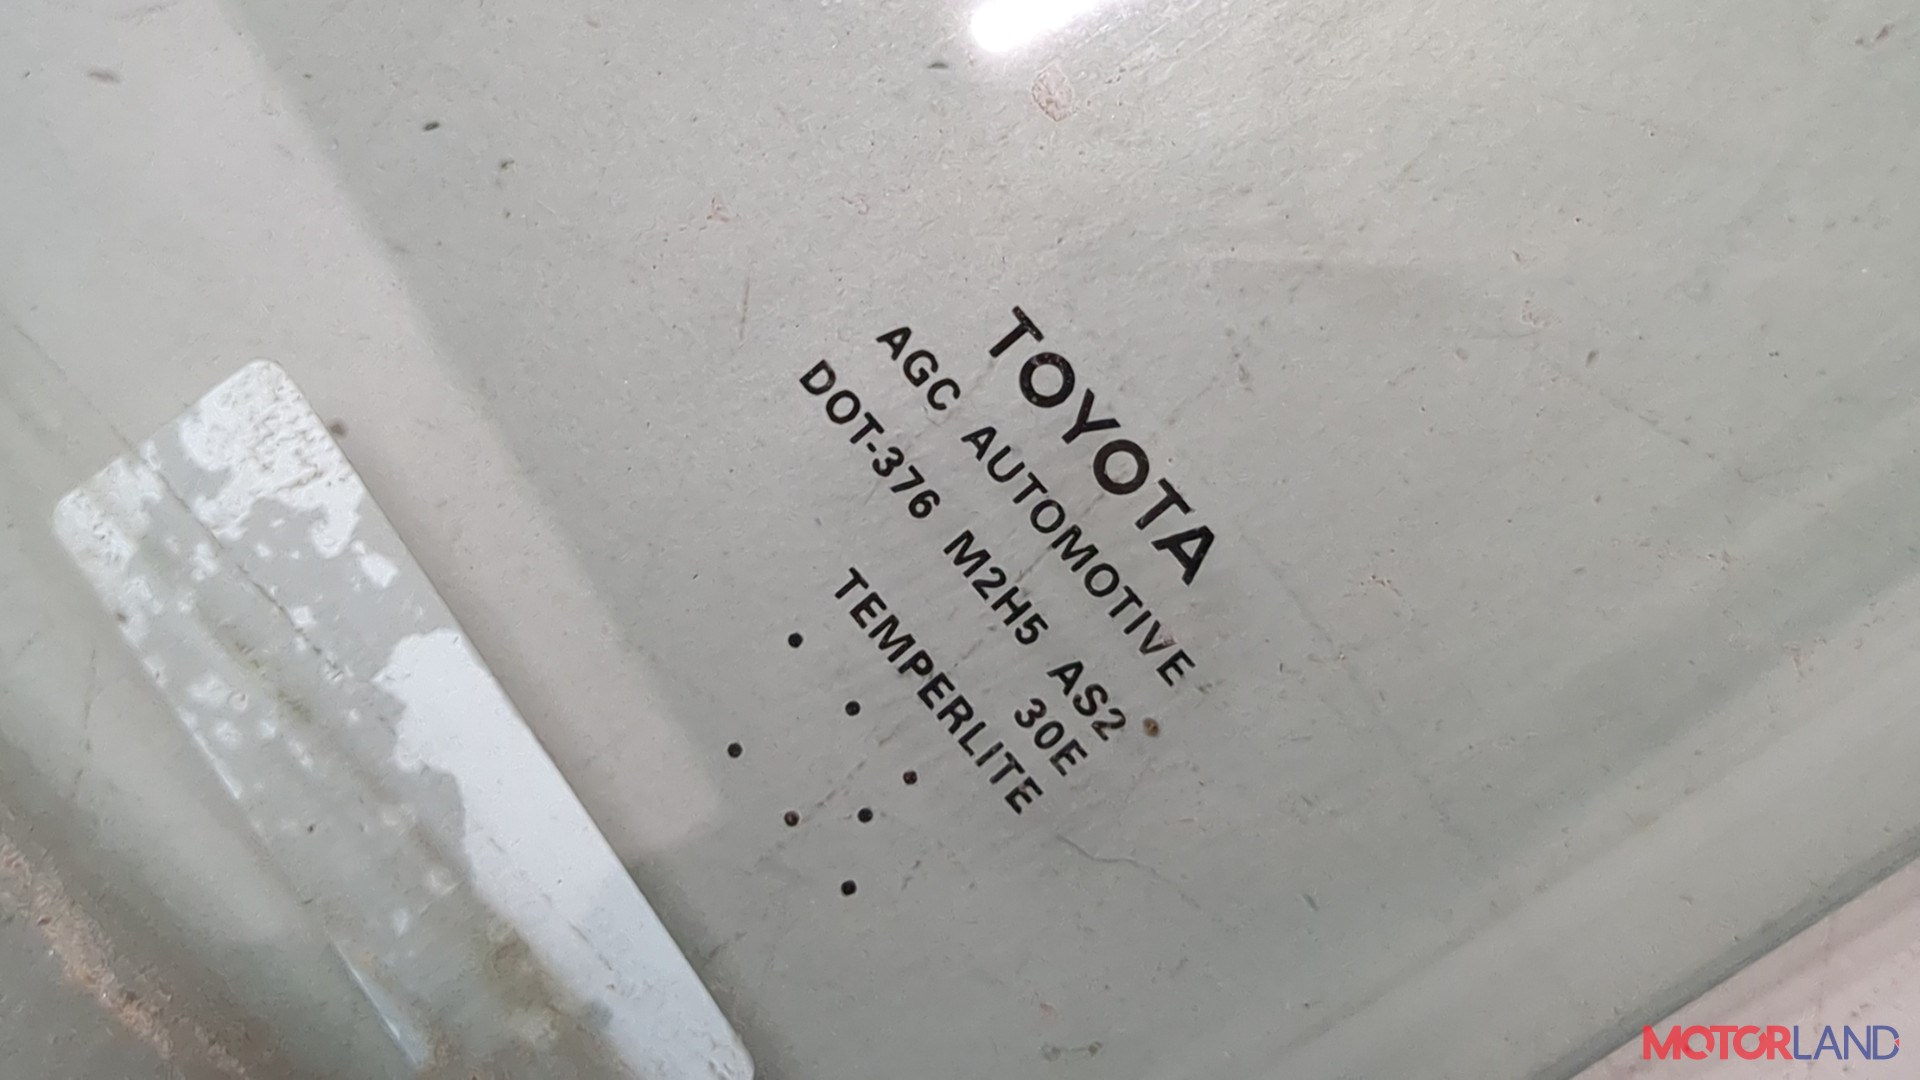 TOYOTA
AGC AUTOMOTIVE
DOT-376 M2H5 AS2
30E
TEMPERLITE
MOTORLAND